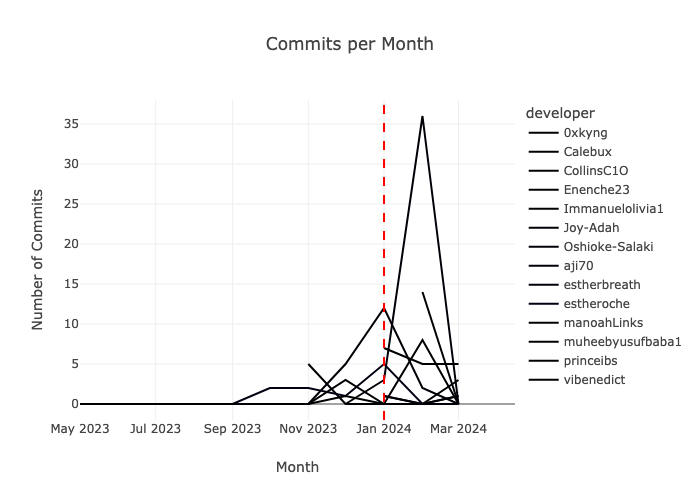 Commits per Month
Number of Commits
35
30
25
20
15
10
5
0
May 2023
Jul 2023
Sep 2023
Nov 2023
Jan 2024
Mar 2024
Month
developer
0xkyng
Calebux
CollinsC1O
Enenche23
Immanuelolivia1
Joy-Adah
Oshioke-Salaki
aji70
estherbreath
estheroche
manoahLinks
muheebyusufbaba1
princeibs
vibenedict